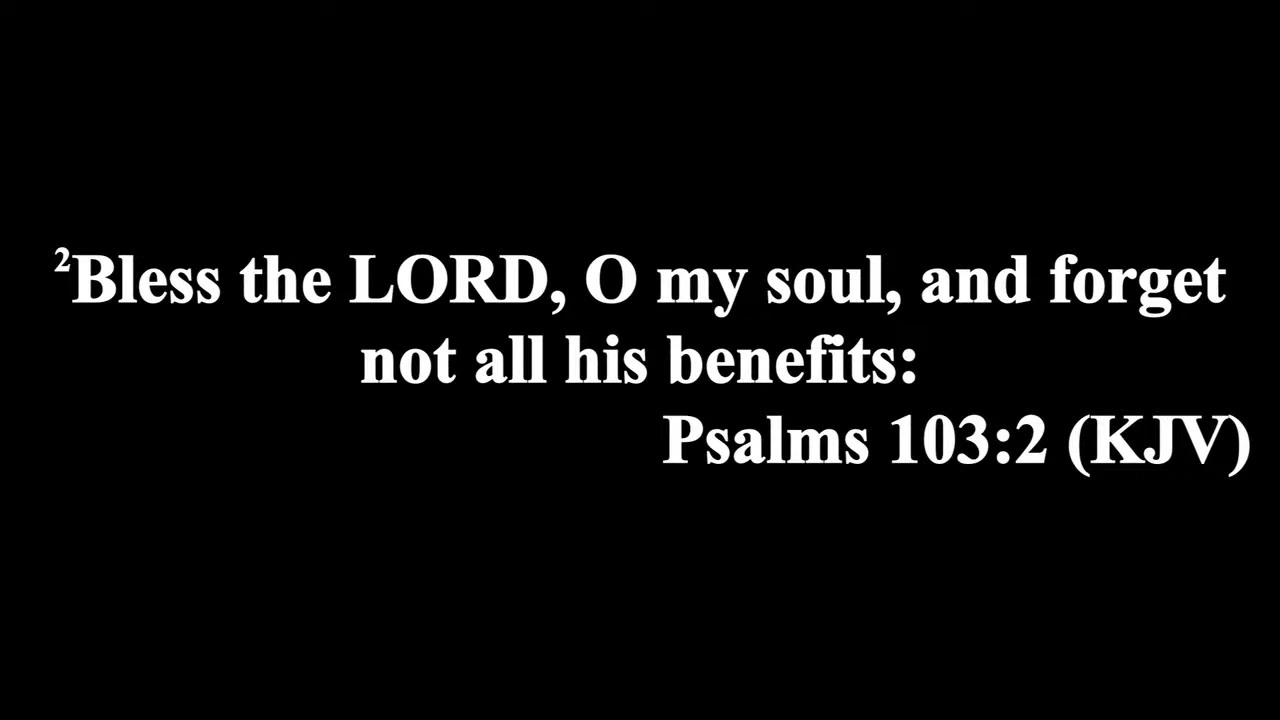 ²Bless the LORD, O my soul, and forget
not all his benefits:
Psalms 103:2 (KJV)